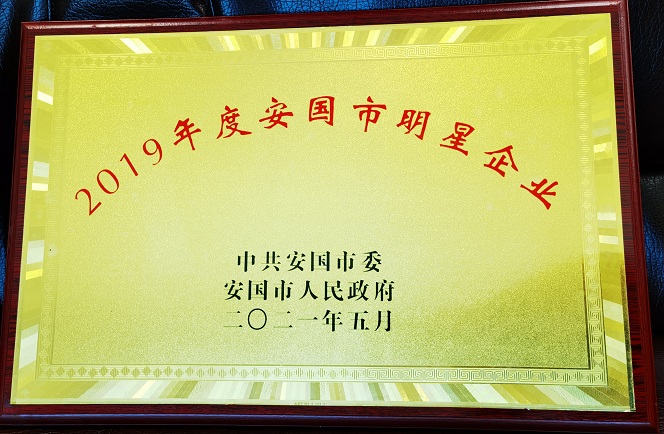 2019年度安国市明星企业
中共安国市委
安国市人民政府
二〇二一年五月